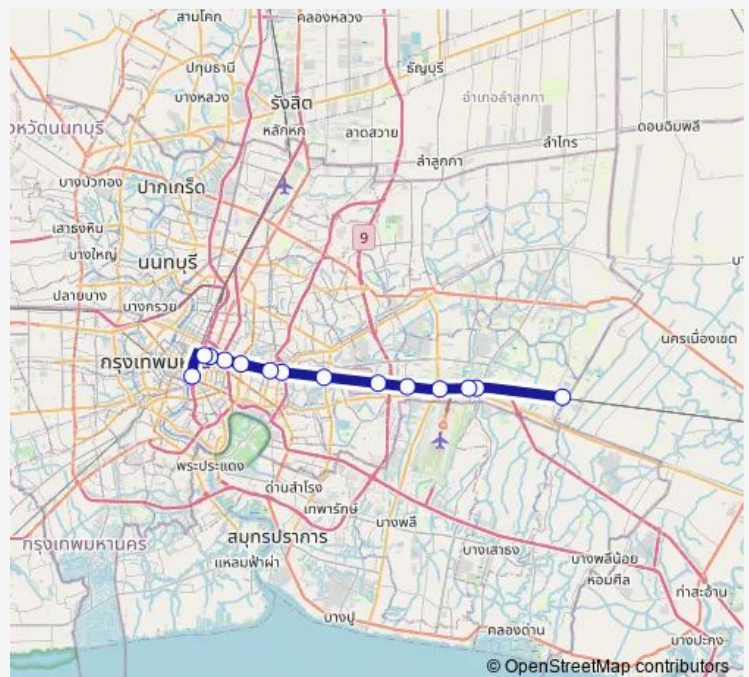 สามโคก
คลองหลวง
ปทุมธานี
ธัญบุรี
บางหลวง
รังสิต
อำเภอลำลูกกา
หลักหก
ลาดสวาย
ดอนฉิมพลี
หวัดนนทบุรี
ลำไทร
ลำลูกกา
บางบัวทอง
ปากเกร็ด
เสาธงหิน
9
บางใหญ่
นนทบุรี
ปลายบาง
บางกรวย
นครเนื่องเขต
กรุงเทพมห
พระประแดง
ด่านสำโรง
เทพารักษ์
บางพลี
สมุทรปราการ
กรุงเทพมหานคร
บางเสาธง
บางพลีน้อย
แหลมฟ้าผ่า
หอมศีล
ท่าสะอ้าน
บางปู
คลองด่าน
บางปะกง
© OpenStreetMap contributors